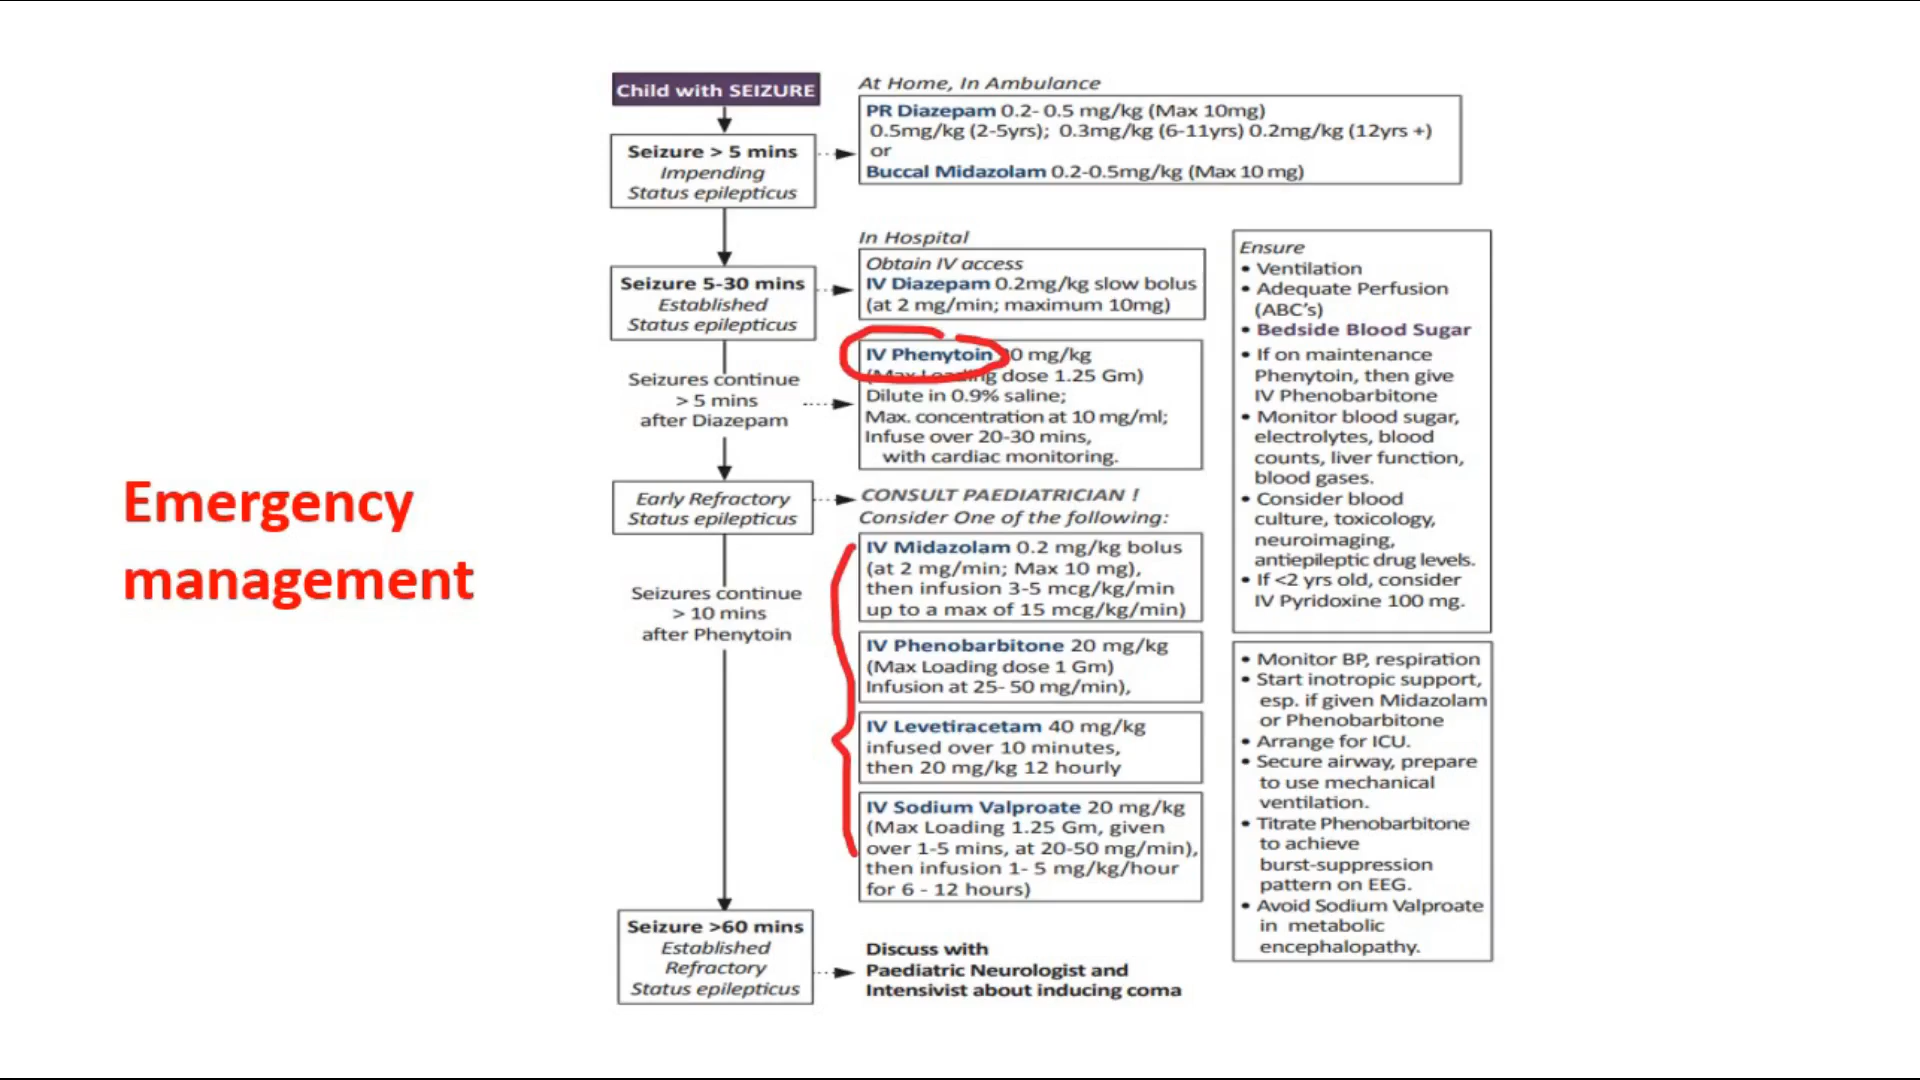 Emergency
management
Child with SEIZURE
At Home, In Ambulance
PR Diazepam 0.2- 0.5 mg/kg (Max 10mg)
0.5mg/kg (2-5yrs); 0.3mg/kg (6-11yrs) 0.2mg/kg (12yrs +)
or
Buccal Midazolam 0.2-0.5mg/kg (Max 10 mg)
Seizure > 5 mins
Impending
Status epilepticus
In Hospital
Obtain IV access
IV Diazepam 0.2mg/kg slow bolus
(at 2 mg/min; maximum 10mg)
Seizure 5-30 mins
Established
Status epilepticus
IV Phenytoin 0 mg/kg
(Max Loading dose 1.25 Gm)
Dilute in 0.9% saline;
Max. concentration at 10 mg/ml;
Infuse over 20-30 mins,
with cardiac monitoring.
Seizures continue
> 5 mins
after Diazepam
Early Refractory
Status epilepticus
CONSULT PAEDIATRICIAN !
Consider One of the following:
IV Midazolam 0.2 mg/kg bolus
(at 2 mg/min; Max 10 mg),
then infusion 3-5 mcg/kg/min
up to a max of 15 mcg/kg/min)
Seizures continue
> 10 mins
after Phenytoin
IV Phenobarbitone 20 mg/kg
(Max Loading dose 1 Gm)
Infusion at 25- 50 mg/min),
IV Levetiracetam 40 mg/kg
infused over 10 minutes,
then 20 mg/kg 12 hourly
IV Sodium Valproate 20 mg/kg
(Max Loading 1.25 Gm, given
over 1-5 mins, at 20-50 mg/min),
then infusion 1- 5 mg/kg/hour
for 6 - 12 hours)
Seizure >60 mins
Established
Refractory
Status epilepticus
Discuss with
Paediatric Neurologist and
Intensivist about inducing coma
Ensure
• Ventilation
• Adequate Perfusion
(ABC's)
• Bedside Blood Sugar
• If on maintenance
Phenytoin, then give
IV Phenobarbitone
• Monitor blood sugar,
electrolytes, blood
counts, liver function,
blood gases.
• Consider blood
culture, toxicology,
neuroimaging,
antiepileptic drug levels.
• If <2 yrs old, consider
IV Pyridoxine 100 mg.
• Monitor BP, respiration
• Start inotropic support,
esp. if given Midazolam
or Phenobarbitone
• Arrange for ICU.
• Secure airway, prepare
to use mechanical
ventilation.
• Titrate Phenobarbitone
to achieve
burst-suppression
pattern on EEG.
• Avoid Sodium Valproate
in metabolic
encephalopathy.